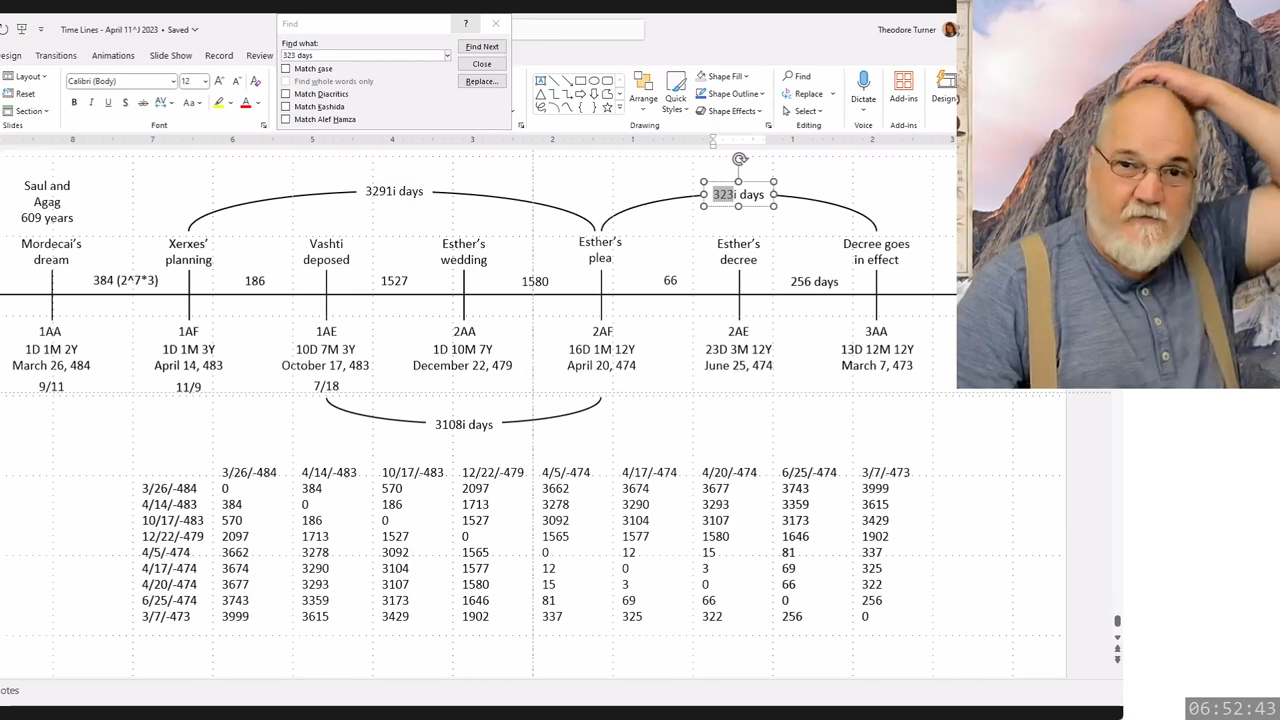 Time Lines - April 11^J 2023 • Saved
Theodore Turner
Find
?
Find what:
323 days
Match case
Find whole words only
Match Diacritics
Match Kashida
Match Alef Hamza
Find Next
Close
Replace...
Transitions Animations Slide Show Record Review
Layout
Reset
Section
Slides
Calibri (Body) 12
B I U S ab AV Aa A
Font
Arrange
Quick Styles
Shape Fill
Shape Outline
Shape Effects
Drawing
Find
Replace
Select
Editing
Dictate
Voice
Add-ins
Add-ins
8 7 6 5 4 3 2 1 0 1 2
Saul and
Agag
609 years
3291i days
323i days
Mordecai's dream
Xerxes' planning
Vashti deposed
Esther's wedding
Esther's plea
Esther's decree
Decree goes in effect
384 (2^7*3) 186 1527 1580 66 256 days
1AA 1AF 1AE 2AA 2AF 2AE 3AA
1D 1M 2Y 1D 1M 3Y 10D 7M 3Y 1D 10M 7Y 16D 1M 12Y 23D 3M 12Y 13D 12M 12Y
March 26, 484 April 14, 483 October 17, 483 December 22, 479 April 20, 474 June 25, 474 March 7, 473
9/11 11/9 7/18
3108i days
3/26/-484 4/14/-483 10/17/-483 12/22/-479 4/5/-474 4/17/-474 4/20/-474 6/25/-474 3/7/-473
3/26/-484 0 384 570 2097 3662 3674 3677 3743 3999
4/14/-483 384 0 186 1713 3278 3290 3293 3359 3615
10/17/-483 570 186 0 1527 3092 3104 3107 3173 3429
12/22/-479 2097 1713 1527 0 1565 1577 1580 1646 1902
4/5/-474 3662 3278 3092 1565 0 12 15 81 337
4/17/-474 3674 3290 3104 1577 12 0 3 69 325
4/20/-474 3677 3293 3107 1580 15 3 0 66 322
6/25/-474 3743 3359 3173 1646 81 69 66 0 256
3/7/-473 3999 3615 3429 1902 337 325 322 256 0
otes
06:52:43